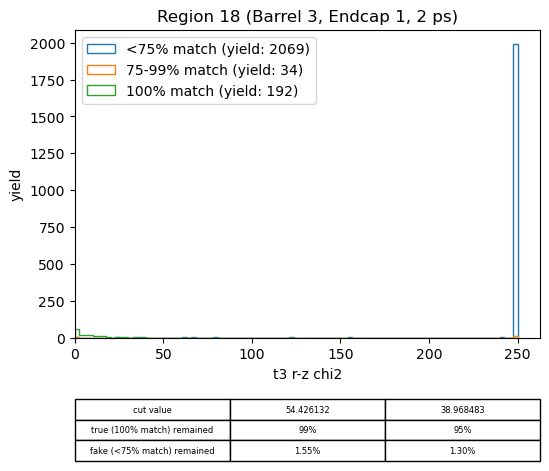 Region 18 (Barrel 3, Endcap 1, 2 ps)
2000
1750
1500
1250
1000
750
500
250
0
yield
<75% match (yield: 2069)
75-99% match (yield: 34)
100% match (yield: 192)
0 50 100 150 200 250
t3 r-z chi2
cut value 54.426132 38.968483
true (100% match) remained 99% 95%
fake (<75% match) remained 1.55% 1.30%